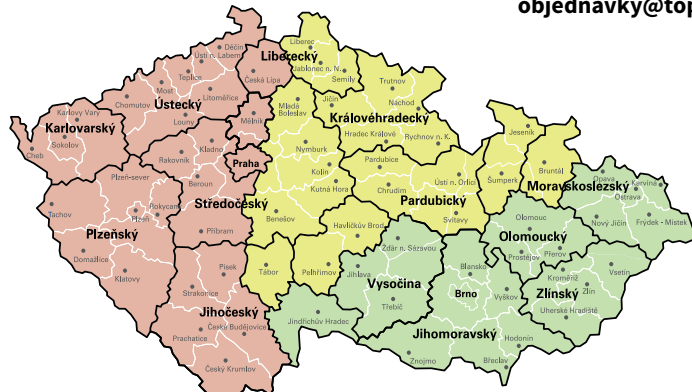 objednavky@top
Liberec
Děčín
Ústí n. Labem
Liberecký
Jablonec n. N.
Teplice
Semily
Česká Lípa
Most
Trutnov
Litoměřice
Chomutov
Ústecký
Mladá
Boleslav
Jičín
Náchod
Karlovy Vary
Louny
Mělník
Královéhradecký
Karlovarský
Jeseník
Hradec Králové
Rychnov n. K.
Sokolov
Kladno
Nymburk
Cheb
Rakovník
Praha
Pardubice
Bruntál
Plzeň-sever
Kolín
Ústí n. Orlicí
Opava
Beroun
Šumperk
Karviná
Kutná Hora
Chrudim
Moravskoslezský
Ostrava
Rokycany
Středočeský
Pardubický
Tachov
Plzeň
Benešov
Svitavy
Olomouc
Nový Jičín
Frýdek - Místek
Plzeňský
Příbram
Havlíčkův Brod
Olomoucký
Žďár n. Sázavou
Přerov
Domažlice
Prostějov
Písek
Tábor
Pelhřimov
Jihlava
Blansko
Kroměříž
Vsetín
Klatovy
Vysočina
Strakonice
Brno
Zlínský
Zlín
Třebíč
Vyškov
Jihočeský
Uherské Hradiště
Jindřichův Hradec
České Budějovice
Prachatice
Jihomoravský
Hodonín
Znojmo
Břeclav
Český Krumlov